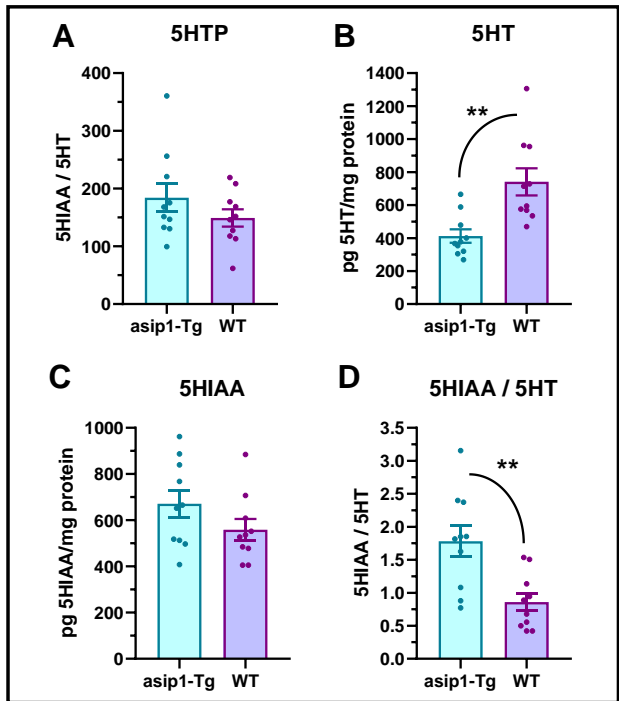 A 5HTP
5HIAA / 5HT
400
300
200
100
0
asip1-Tg WT
B 5HT
pg 5HT/mg protein
1400
1200
1000
800
600
400
200
0
**
asip1-Tg WT
C 5HIAA
pg 5HIAA/mg protein
1000
800
600
400
200
0
asip1-Tg WT
D 5HIAA / 5HT
5HIAA / 5HT
3.5
3.0
2.5
2.0
1.5
1.0
0.5
0.0
**
asip1-Tg WT